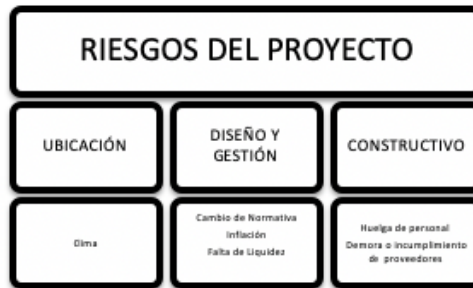 RIESGOS DEL PROYECTO
UBICACIÓN
DISEÑO Y
GESTIÓN
CONSTRUCTIVO
Clima
Cambio de Normativa
Inflación
Falta de Liquidez
Huelga de personal
Demora o incumplimiento
de proveedores